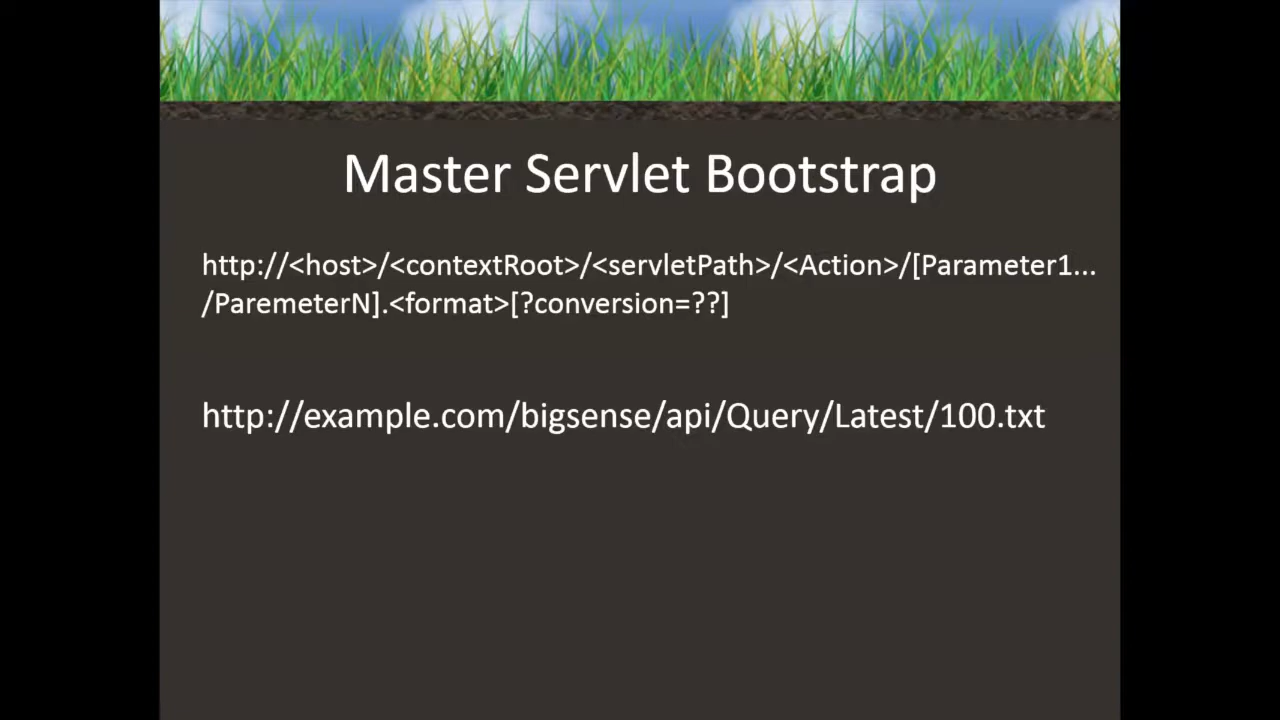 Master Servlet Bootstrap
http://<host>/<contextRoot>/<servletPath>/<Action>/[Parameter1...
/ParemeterN].<format>[?conversion=??]
http://example.com/bigsense/api/Query/Latest/100.txt